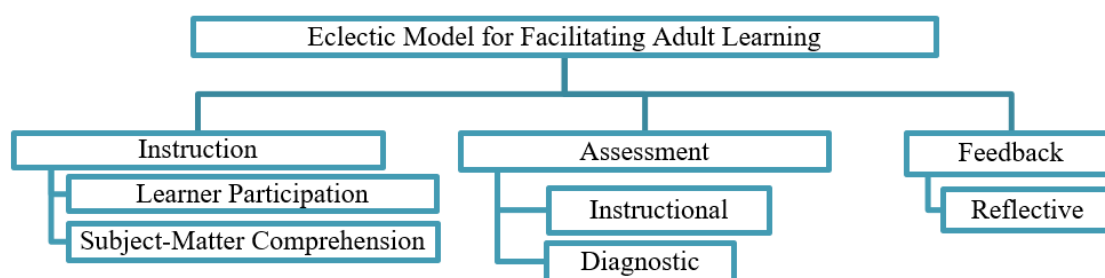 Eclectic Model for Facilitating Adult Learning
Instruction
Learner Participation
Subject-Matter Comprehension
Assessment
Instructional
Diagnostic
Feedback
Reflective